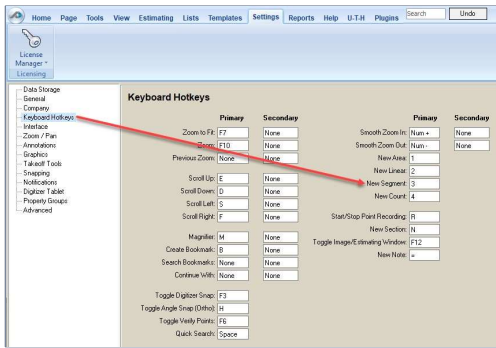 Home Page Tools View Estimating Lists Templates Settings Reports Help U-T-H Plugins Search Undo
License
Manager
Licensing
Data Storage
General
Company
Keyboard Hotkeys
Interface
Zoom / Pan
Annotations
Graphics
Takeoff Tools
Snapping
Notifications
Digitizer Tablet
Property Groups
Advanced
Keyboard Hotkeys
Primary Secondary
Zoom to Fit: F7 None
Zoom: F10 None
Previous Zoom: None None
Scroll Up: E None
Scroll Down: D None
Scroll Left: S None
Scroll Right: F None
Magnifier: M None
Create Bookmark: B None
Search Bookmarks: None None
Continue With: None None
Toggle Digitizer Snap: F3
Toggle Angle Snap (Ortho): H
Toggle Verify Points: F6
Quick Search: Space
Primary Secondary
Smooth Zoom In: Num + None
Smooth Zoom Out: Num - None
New Area: 1
New Linear: 2
New Segment: 3
New Count: 4
Start/Stop Point Recording: R
New Section: N
Toggle Image/Estimating Window: F12
New Note: =